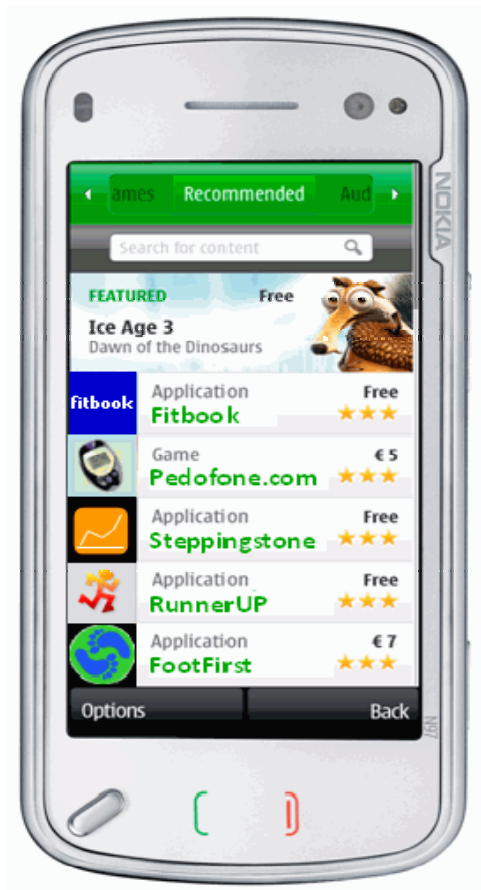 NOKIA
ames Recommended Aud
Search for content
FEATURED Free
Ice Age 3
Dawn of the Dinosaurs
fitbook Application Free
Fitbook
Game € 5
Pedofone.com
Application Free
Steppingstone
Application Free
RunnerUP
Application € 7
FootFirst
Options Back
N97